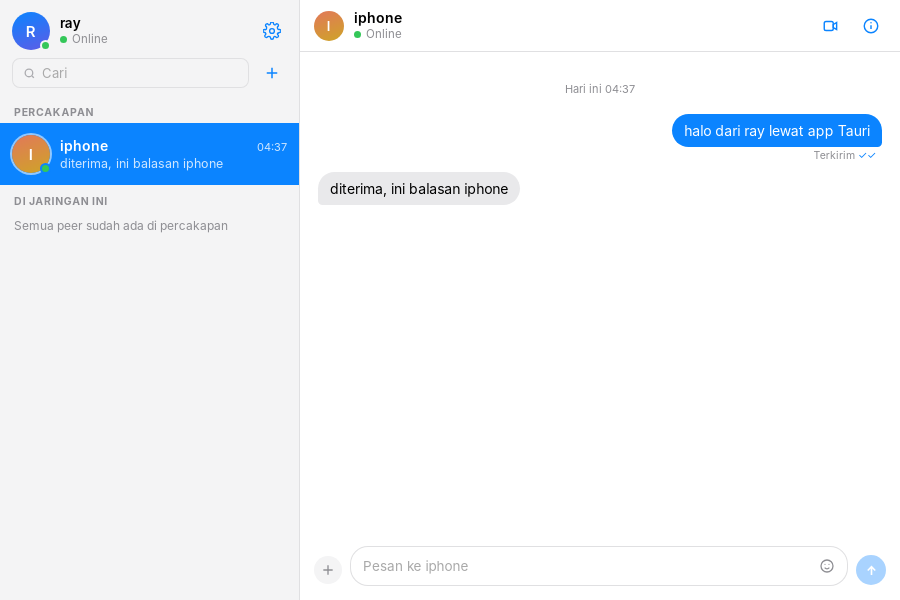 R
ray
Online
Cari
PERCAKAPAN
I
iphone
04:37
diterima, ini balasan iphone
DI JARINGAN INI
Semua peer sudah ada di percakapan
I
iphone
Online
Hari ini 04:37
halo dari ray lewat app Tauri
Terkirim ✓✓
diterima, ini balasan iphone
Pesan ke iphone